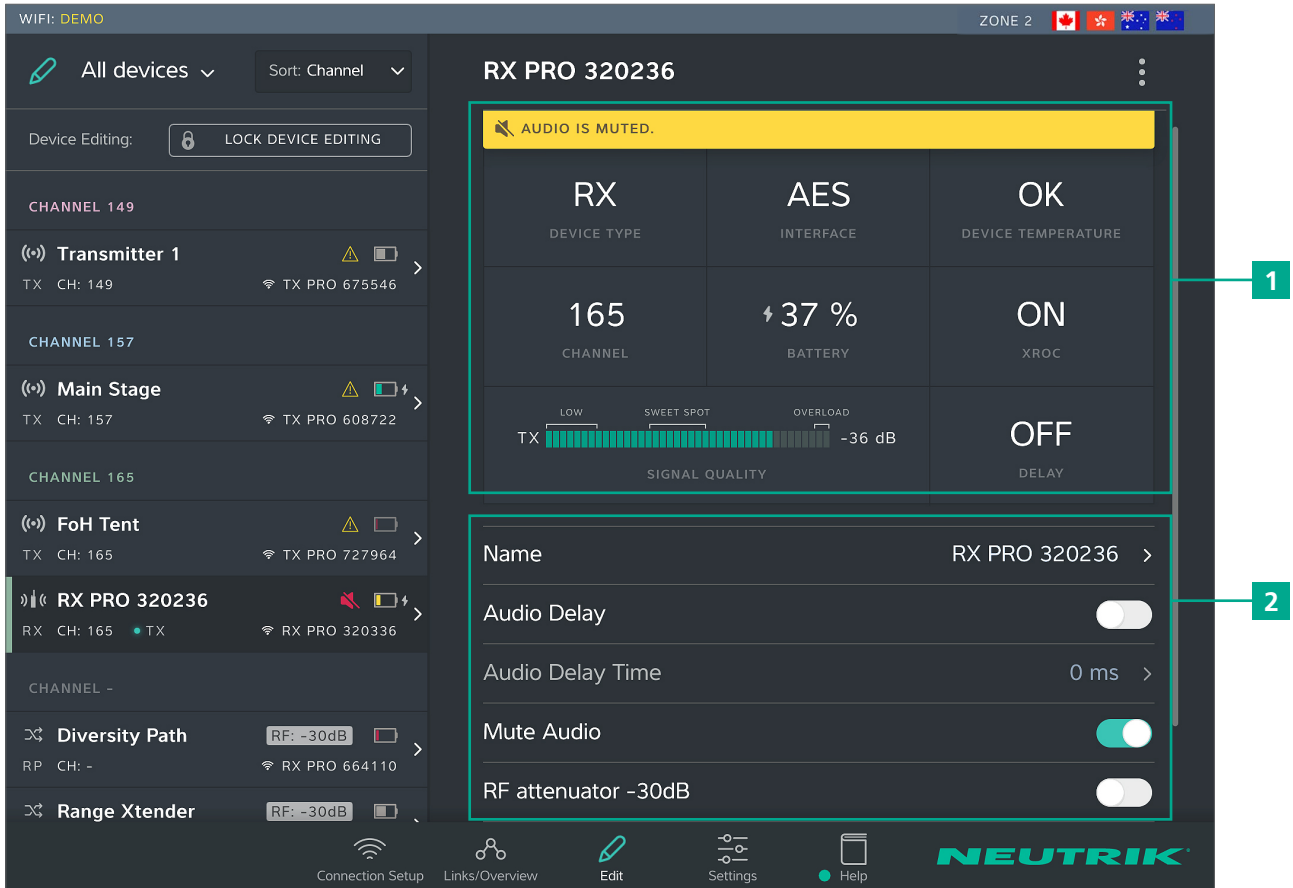 WIFI: DEMO
ZONE 2
All devices
Sort: Channel
Device Editing:
LOCK DEVICE EDITING
CHANNEL 149
Transmitter 1
TX CH: 149
TX PRO 675546
CHANNEL 157
Main Stage
TX CH: 157
TX PRO 608722
CHANNEL 165
FoH Tent
TX CH: 165
TX PRO 727964
RX PRO 320236
RX CH: 165 TX
RX PRO 320336
CHANNEL -
Diversity Path
RF: -30dB
RP CH: -
RX PRO 664110
Range Xtender
RF: -30dB
RX PRO 320236
AUDIO IS MUTED.
RX
DEVICE TYPE
AES
INTERFACE
OK
DEVICE TEMPERATURE
165
CHANNEL
37 %
BATTERY
ON
XROC
LOW
SWEET SPOT
OVERLOAD
TX
-36 dB
SIGNAL QUALITY
OFF
DELAY
1
Name
RX PRO 320236
Audio Delay
Audio Delay Time
0 ms
Mute Audio
RF attenuator -30dB
2
Connection Setup
Links/Overview
Edit
Settings
Help
NEUTRIK